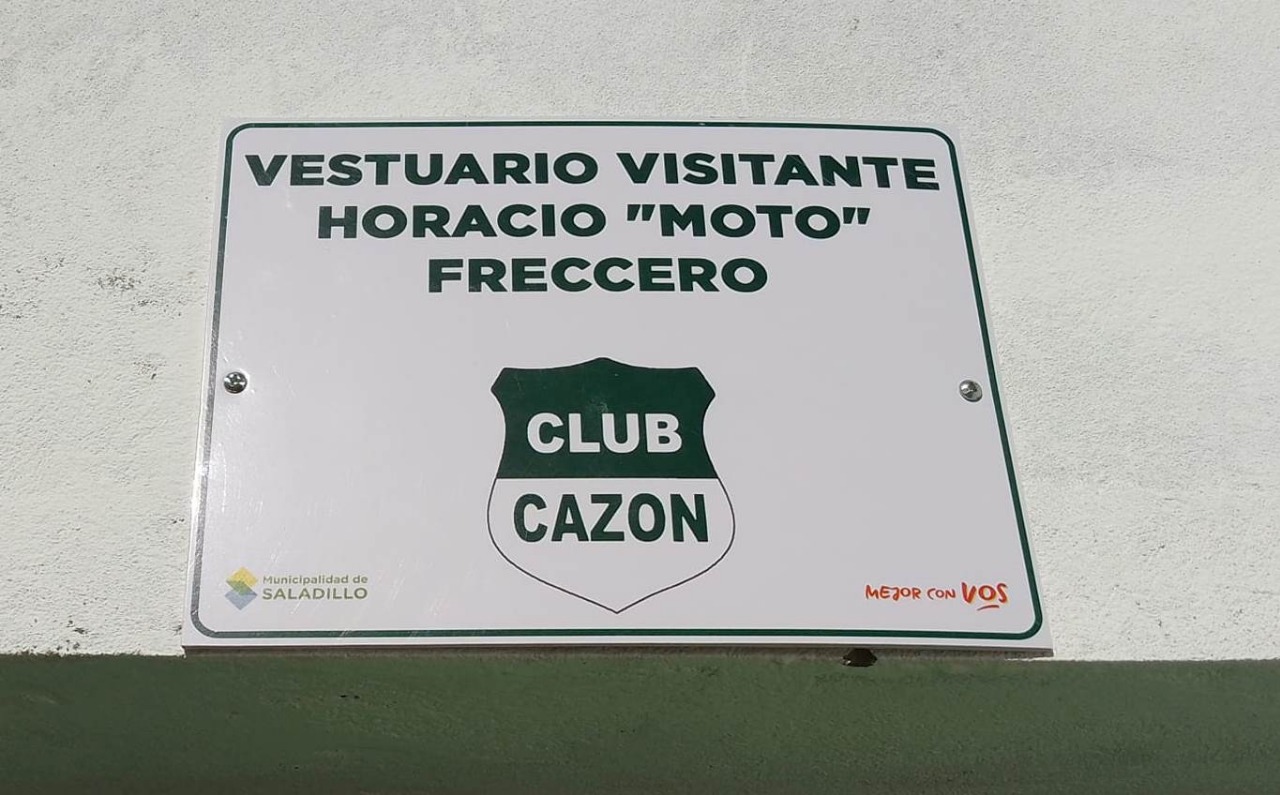 VESTUARIO VISITANTE
HORACIO "MOTO"
FRECCERO
CLUB
CAZON
Municipalidad de
SALADILLO
MEJOR CON VOS